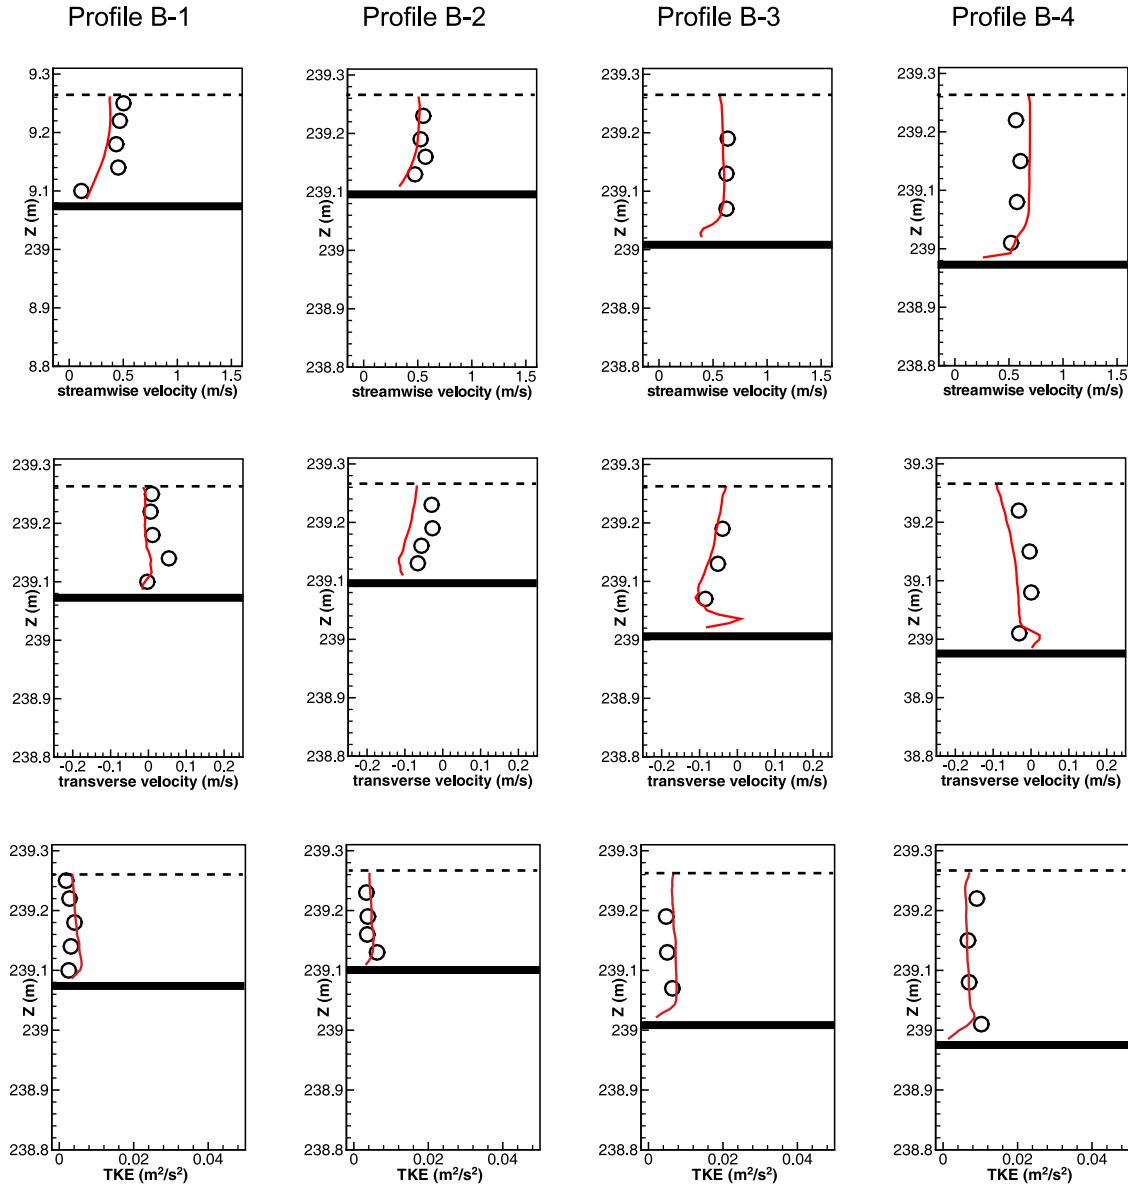 Profile B-1 Profile B-2 Profile B-3 Profile B-4
9.3
9.2
9.1
239
8.9
8.8
Z (m)
0 0.5 1 1.5
streamwise velocity (m/s)
239.3
239.2
239.1
239
238.9
238.8
Z (m)
0 0.5 1 1.5
streamwise velocity (m/s)
239.3
239.2
239.1
239
238.9
238.8
Z (m)
0 0.5 1 1.5
streamwise velocity (m/s)
239.3
239.2
239.1
239
238.9
238.8
Z (m)
0 0.5 1 1.5
streamwise velocity (m/s)
239.3
239.2
239.1
239
238.9
238.8
Z (m)
-0.2 -0.1 0 0.1 0.2
transverse velocity (m/s)
239.3
239.2
239.1
239
238.9
238.8
Z (m)
-0.2 -0.1 0 0.1 0.2
transverse velocity (m/s)
239.3
239.2
239.1
239
238.9
238.8
Z (m)
-0.2 -0.1 0 0.1 0.2
transverse velocity (m/s)
39.3
39.2
39.1
239
38.9
38.8
Z (m)
-0.2 -0.1 0 0.1 0.2
transverse velocity (m/s)
239.3
239.2
239.1
239
238.9
238.8
Z (m)
0 0.02 0.04
TKE (m²/s²)
239.3
239.2
239.1
239
238.9
238.8
Z (m)
0 0.02 0.04
TKE (m²/s²)
239.3
239.2
239.1
239
238.9
238.8
Z (m)
0 0.02 0.04
TKE (m²/s²)
239.3
239.2
239.1
239
238.9
238.8
Z (m)
0 0.02 0.04
TKE (m²/s²)